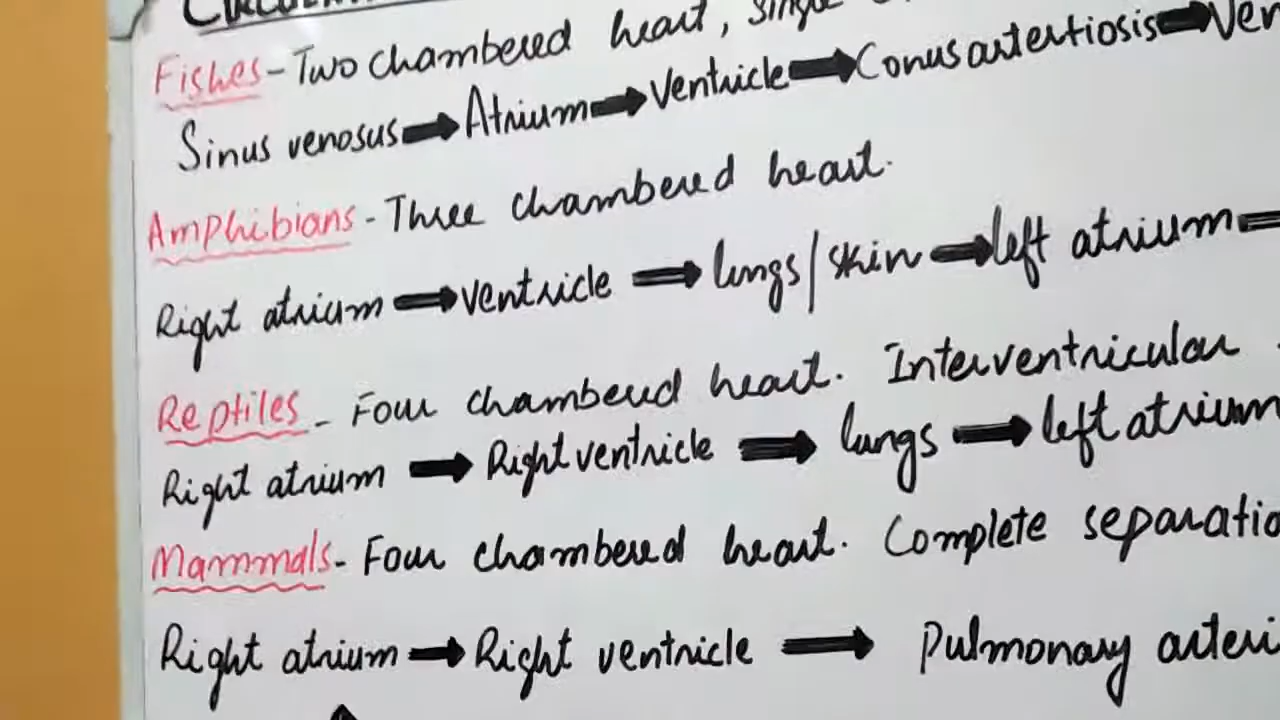 Fishes - Two chambered heart, single
Sinus venosus → Atrium → Ventricle → Conus artertiosis →
Amphibians - Three chambered heart.
Right atrium → ventricle → lungs/skin → left atrium
Reptiles - Four chambered heart. Interventricular
Right atrium → Right ventricle → lungs → left atrium
Mammals - Four chambered heart. Complete
Right atrium → Right ventricle → Pulmonary